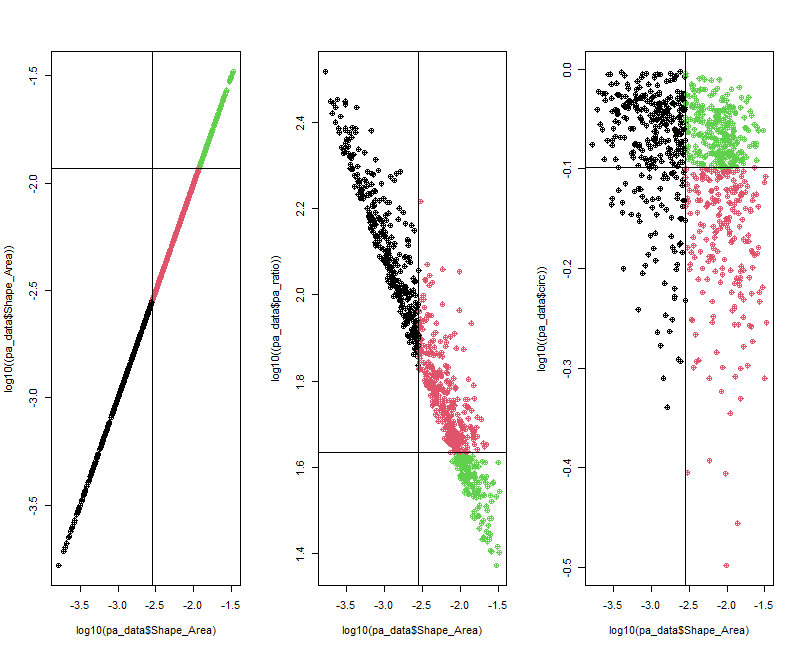 log10((pa_data$Shape_Area))
-1.5
-2.0
-2.5
-3.0
-3.5
-3.5 -3.0 -2.5 -2.0 -1.5
log10(pa_data$Shape_Area)
log10((pa_data$pa_ratio))
2.4
2.2
2.0
1.8
1.6
1.4
-3.5 -3.0 -2.5 -2.0 -1.5
log10(pa_data$Shape_Area)
log10((pa_data$circ))
0.0
-0.1
-0.2
-0.3
-0.4
-0.5
-3.5 -3.0 -2.5 -2.0 -1.5
log10(pa_data$Shape_Area)